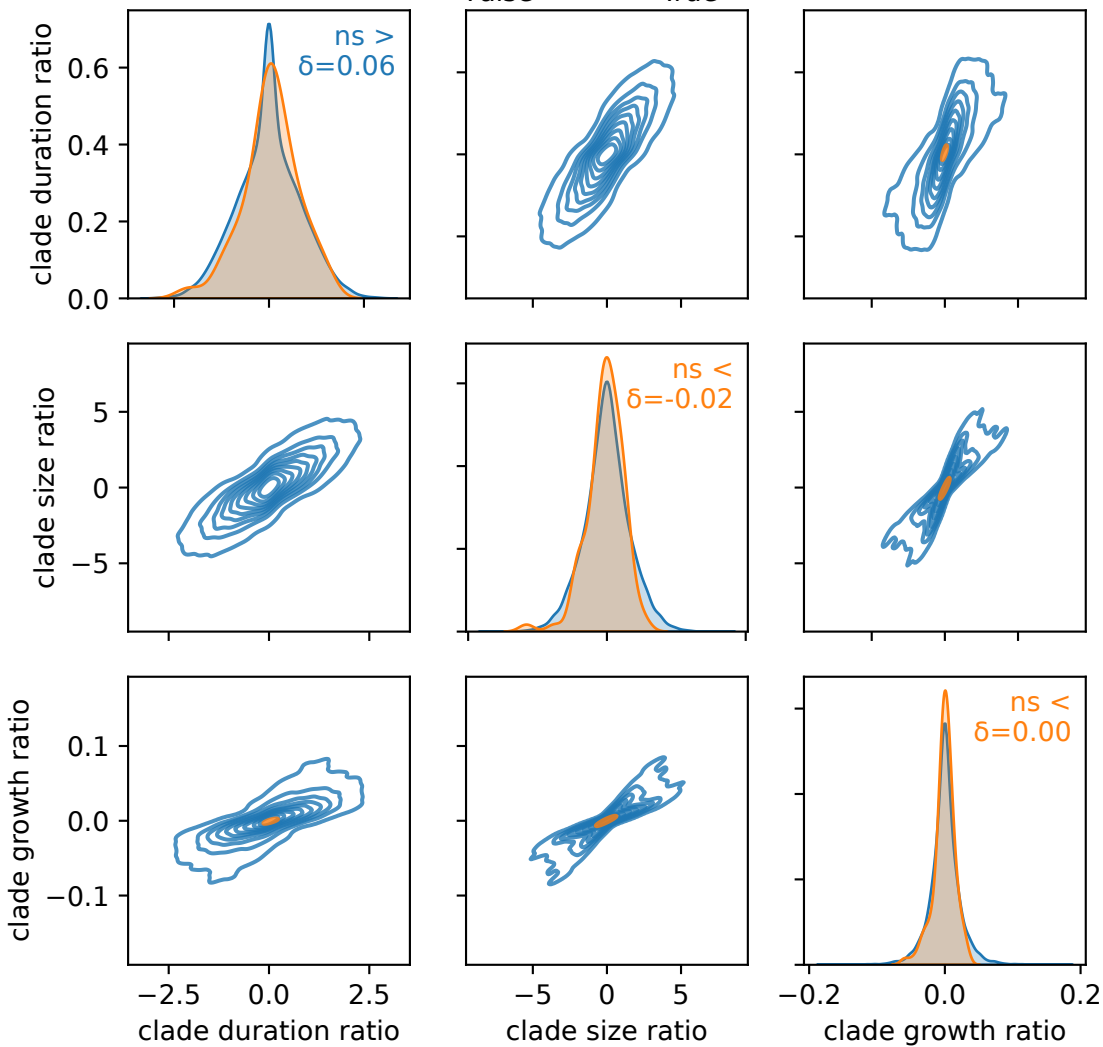 ns >
δ=0.06
clade duration ratio
0.6
0.4
0.2
0.0
ns <
δ=-0.02
clade size ratio
5
0
−5
ns <
δ=0.00
clade growth ratio
0.1
0.0
−0.1
−2.5 0.0 2.5
−5 0 5
−0.2 0.0 0.2
clade duration ratio
clade size ratio
clade growth ratio